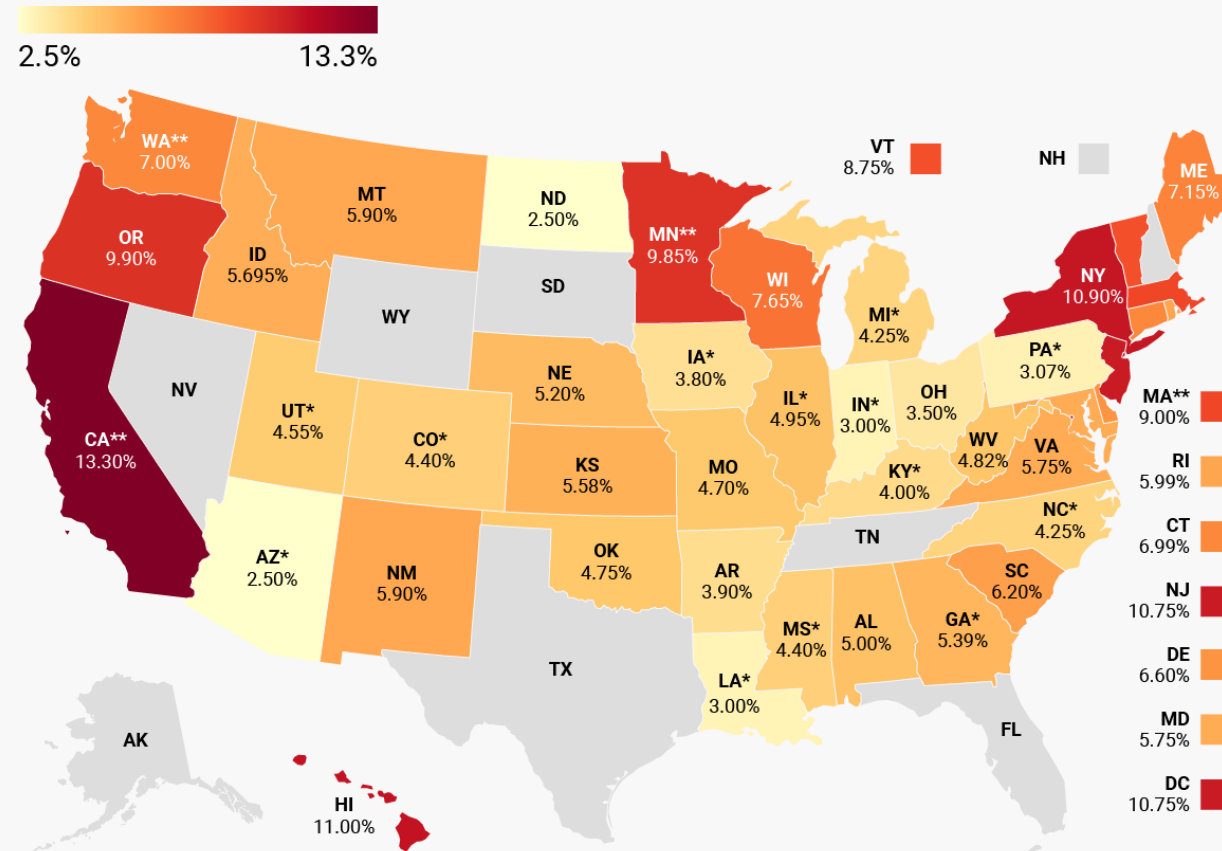 2.5%
13.3%
WA**
7.00%
MT
5.90%
ND
2.50%
MN**
9.85%
VT
8.75%
NH
ME
7.15%
OR
9.90%
ID
5.695%
WY
SD
WI
7.65%
MI*
4.25%
NY
10.90%
NV
UT*
4.55%
CO*
4.40%
NE
5.20%
IA*
3.80%
IL*
4.95%
IN*
3.00%
OH
3.50%
PA*
3.07%
MA**
9.00%
CA**
13.30%
KS
5.58%
MO
4.70%
KY*
4.00%
WV
4.82%
VA
5.75%
RI
5.99%
AZ*
2.50%
NM
5.90%
OK
4.75%
AR
3.90%
TN
NC*
4.25%
CT
6.99%
SC
6.20%
NJ
10.75%
TX
LA*
3.00%
MS*
4.40%
AL
5.00%
GA*
5.39%
DE
6.60%
AK
HI
11.00%
FL
MD
5.75%
DC
10.75%